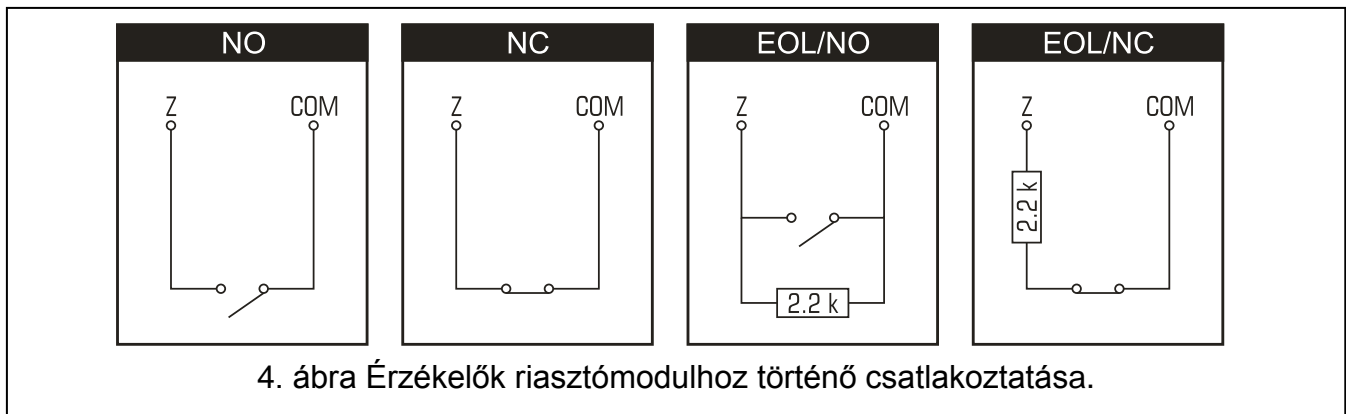 NO
Z COM
NC
Z COM
EOL/NO
Z COM
2.2 k
EOL/NC
Z COM
2.2 k
4. ábra Érzékelők riasztómodulhoz történő csatlakoztatása.